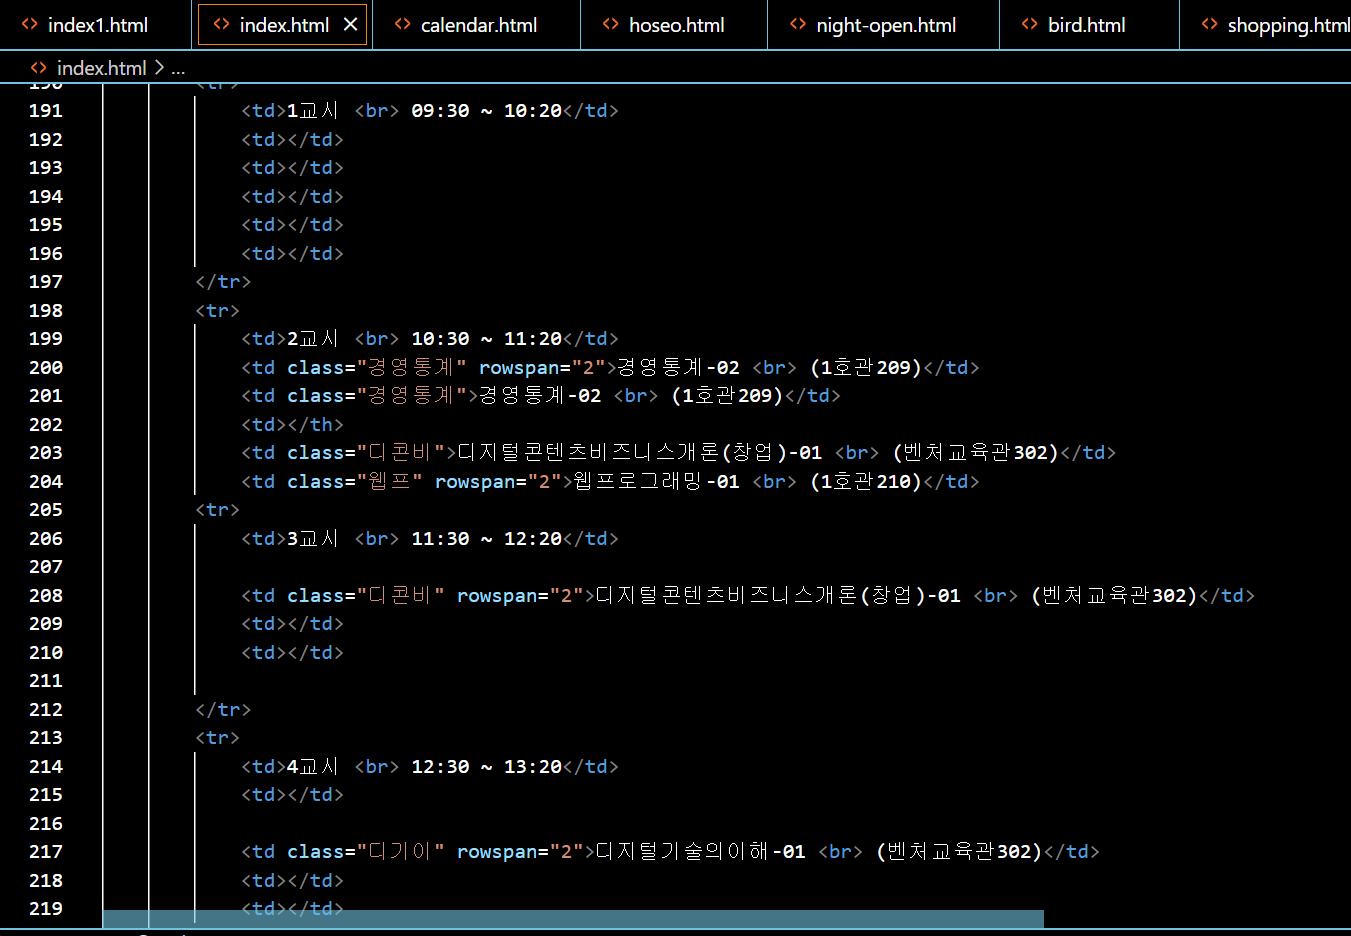 index1.html index.html calendar.html hoseo.html night-open.html bird.html shopping.html
index.html > ...
190 <tr>
191 <td>1교시 <br> 09:30 ~ 10:20</td>
192 <td></td>
193 <td></td>
194 <td></td>
195 <td></td>
196 <td></td>
197 </tr>
198 <tr>
199 <td>2교시 <br> 10:30 ~ 11:20</td>
200 <td class="경영통계" rowspan="2">경영통계-02 <br> (1호관209)</td>
201 <td class="경영통계">경영통계-02 <br> (1호관209)</td>
202 <td></th>
203 <td class="디콘비">디지털콘텐츠비즈니스개론(창업)-01 <br> (벤처교육관302)</td>
204 <td class="웹프" rowspan="2">웹프로그래밍-01 <br> (1호관210)</td>
205 <tr>
206 <td>3교시 <br> 11:30 ~ 12:20</td>
207
208 <td class="디콘비" rowspan="2">디지털콘텐츠비즈니스개론(창업)-01 <br> (벤처교육관302)</td>
209 <td></td>
210 <td></td>
211
212 </tr>
213 <tr>
214 <td>4교시 <br> 12:30 ~ 13:20</td>
215 <td></td>
216
217 <td class="디기이" rowspan="2">디지털기술의이해-01 <br> (벤처교육관302)</td>
218 <td></td>
219 <td></td>